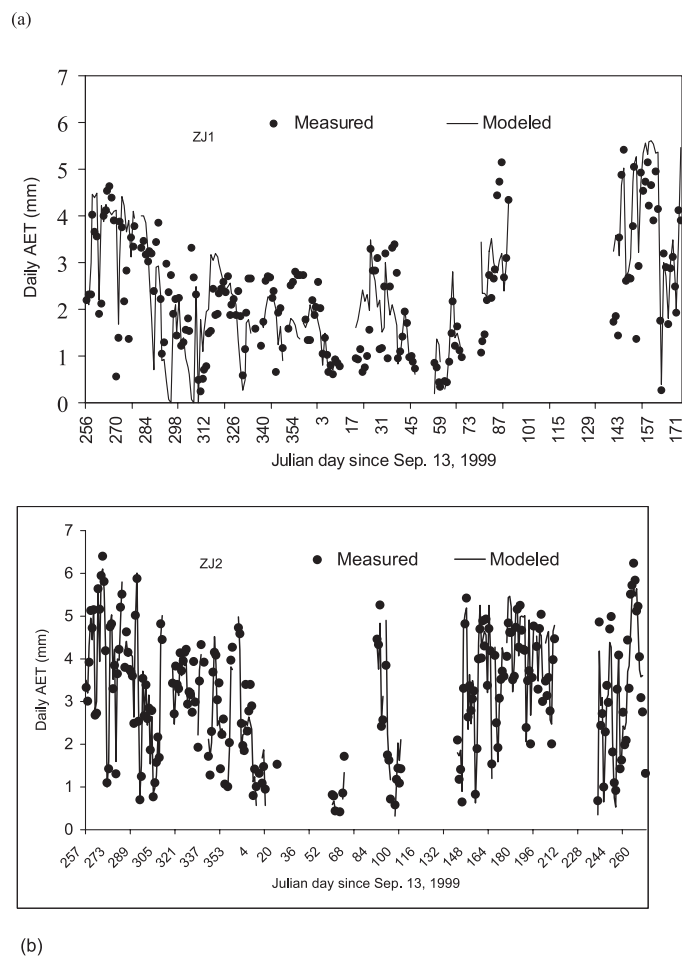 (a)
7
6
5
4
3
2
1
0
Daily AET (mm)
ZJ1
Measured
Modeled
256 270 284 298 312 326 340 354 3 17 31 45 59 73 87 101 115 129 143 157 171
Julian day since Sep. 13, 1999
7
6
5
4
3
2
1
0
Daily AET (mm)
ZJ2
Measured
Modeled
257 273 289 305 321 337 353 4 20 36 52 68 84 100 116 132 148 164 180 196 212 228 244 260
Julian day since Sep. 13, 1999
(b)